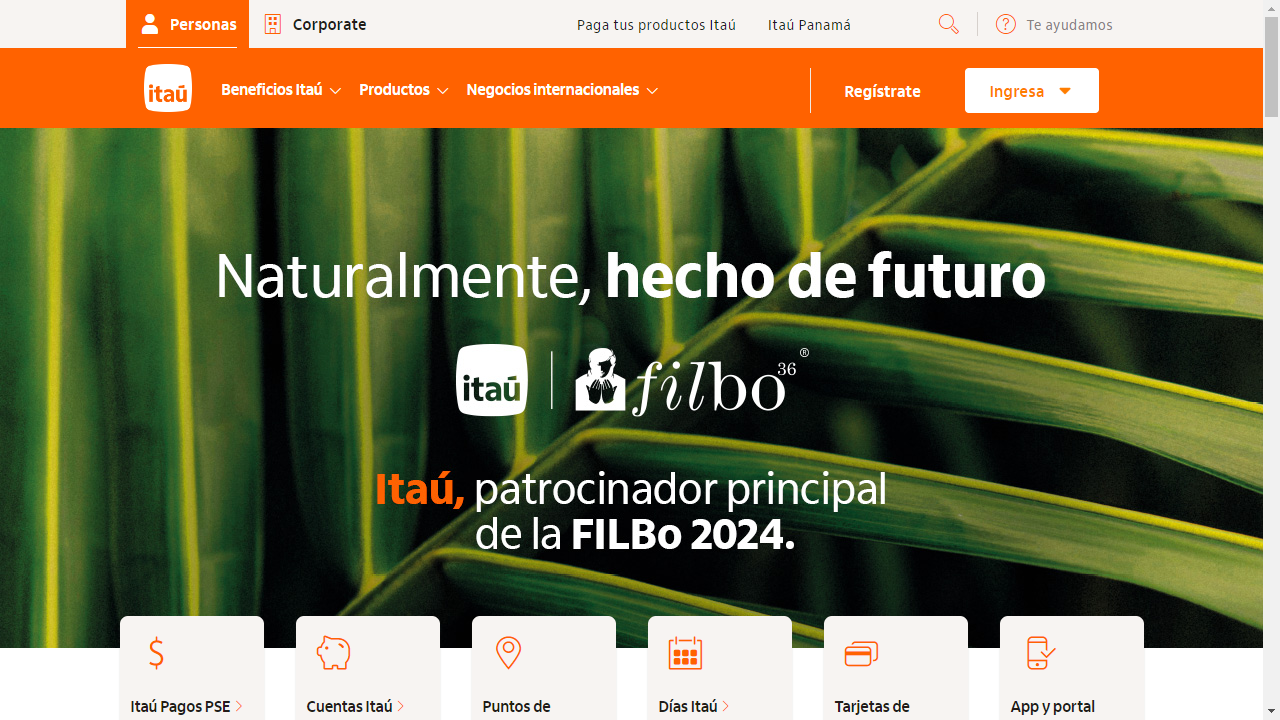 Personas
Corporate
Paga tus productos Itaú
Itaú Panamá
Te ayudamos
itaú
Beneficios Itaú
Productos
Negocios internacionales
Regístrate
Ingresa
Naturalmente, hecho de futuro
itaú
filbo 36 ®
Itaú, patrocinador principal
de la FILBo 2024.
Itaú Pagos PSE
Cuentas Itaú
Puntos de
Días Itaú
Tarjetas de
App y portal